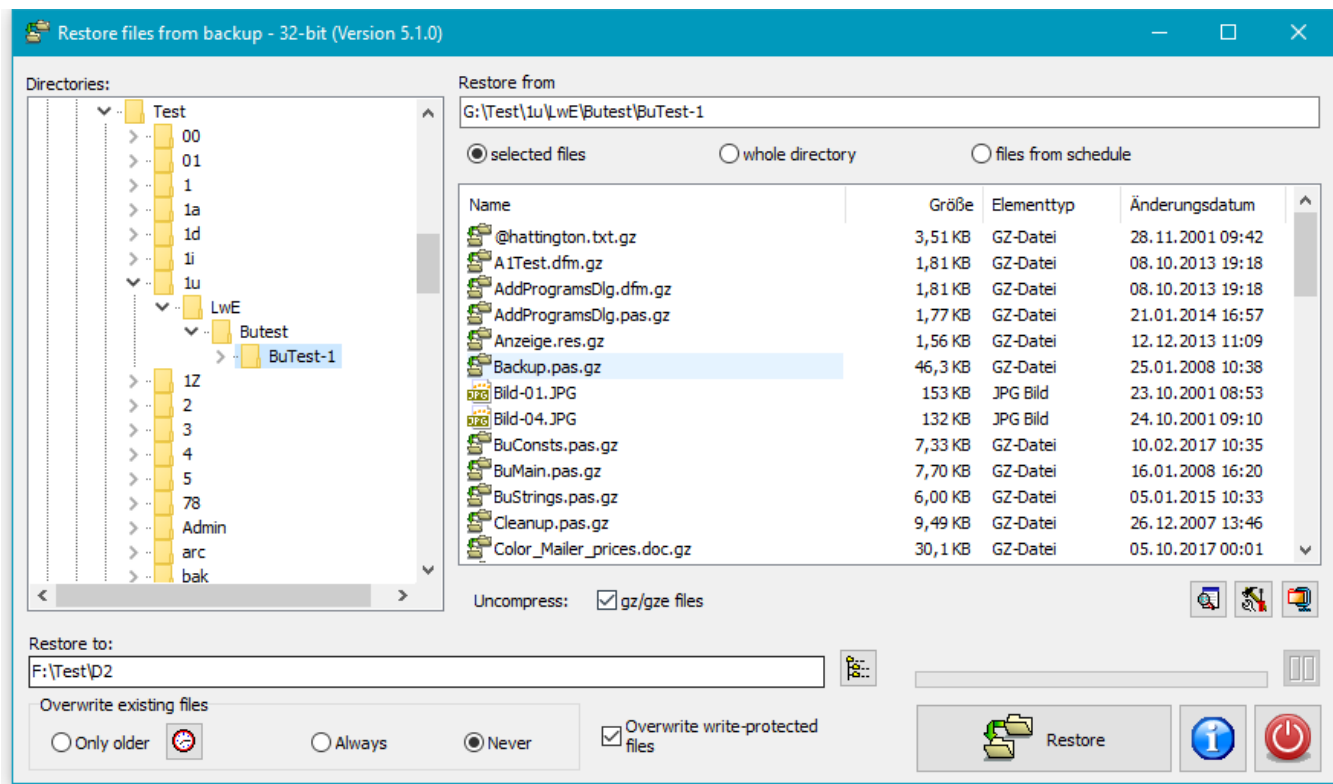 Restore files from backup - 32-bit (Version 5.1.0)
Directories:
Test
00
01
1
1a
1d
1i
1u
LwE
Butest
BuTest-1
1Z
2
3
4
5
78
Admin
arc
bak
Restore from
G:\Test\1u\LwE\Butest\BuTest-1
selected files whole directory files from schedule
Name Größe Elementtyp Änderungsdatum
@hattington.txt.gz 3,51 KB GZ-Datei 28.11.2001 09:42
A1Test.dfm.gz 1,81 KB GZ-Datei 08.10.2013 19:18
AddProgramsDlg.dfm.gz 1,81 KB GZ-Datei 08.10.2013 19:18
AddProgramsDlg.pas.gz 1,77 KB GZ-Datei 21.01.2014 16:57
Anzeige.res.gz 1,56 KB GZ-Datei 12.12.2013 11:09
Backup.pas.gz 46,3 KB GZ-Datei 25.01.2008 10:38
JPG Bild-01.JPG 153 KB JPG Bild 23.10.2001 08:53
JPG Bild-04.JPG 132 KB JPG Bild 24.10.2001 09:10
BuConsts.pas.gz 7,33 KB GZ-Datei 10.02.2017 10:35
BuMain.pas.gz 7,70 KB GZ-Datei 16.01.2008 16:20
BuStrings.pas.gz 6,00 KB GZ-Datei 05.01.2015 10:33
Cleanup.pas.gz 9,49 KB GZ-Datei 26.12.2007 13:46
Color_Mailer_prices.doc.gz 30,1 KB GZ-Datei 05.10.2017 00:01
Uncompress: gz/gze files
Restore to:
F:\Test\D2
Overwrite existing files
Only older Always Never
Overwrite write-protected
files
Restore